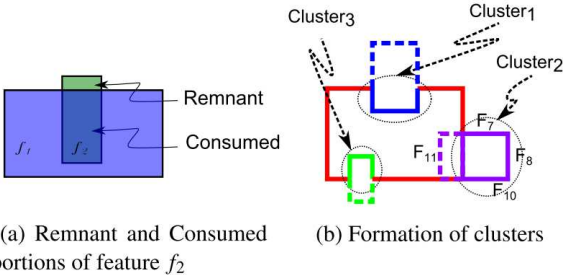 Cluster3
Cluster1
Cluster2
Remnant
Consumed
f1
f2
F7
F11
F8
F10
(a) Remnant and Consumed
portions of feature f2
(b) Formation of clusters